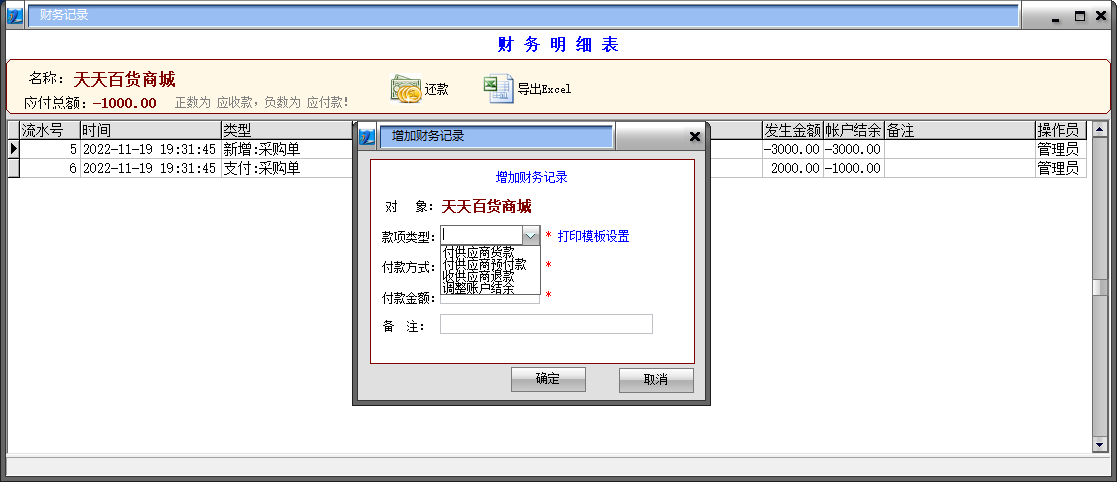 财务记录
财 务 明 细 表
名称：天天百货商城
应付总额：-1000.00 正数为 应收款，负数为 应付款！
还款
导出Excel
流水号 时间 类型 发生金额 帐户结余 备注 操作员
5 2022-11-19 19:31:45 新增:采购单 -3000.00 -3000.00 管理员
6 2022-11-19 19:31:45 支付:采购单 2000.00 -1000.00 管理员
增加财务记录
增加财务记录
对 象：天天百货商城
款项类型： * 打印模板设置
付供应商货款
付供应商预付款
收供应商退款
调整账户结余
付款方式： *
付款金额： *
备 注：
确定 取消